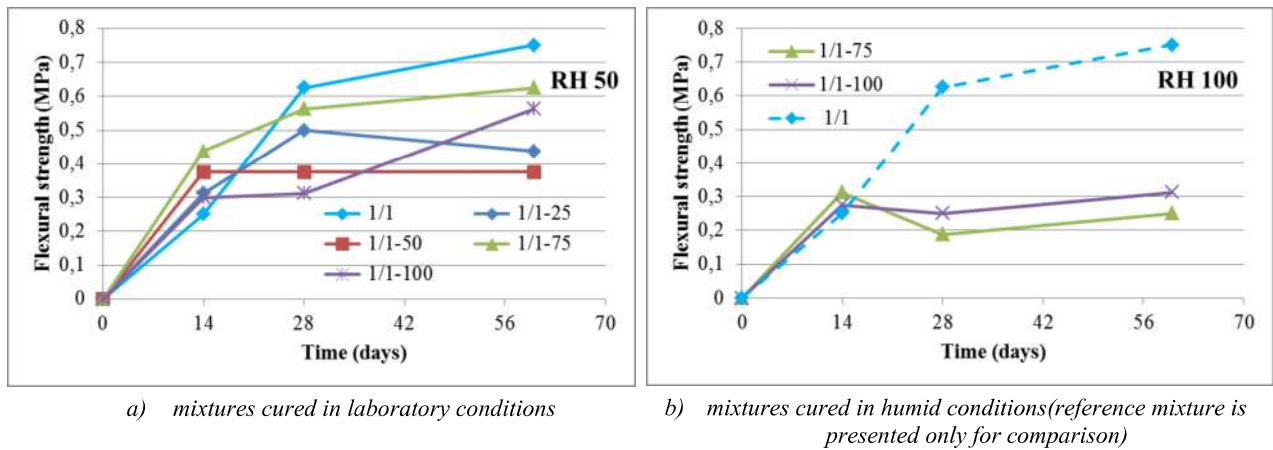 0,8
0,7
0,6
0,5
0,4
0,3
0,2
0,1
0
Flexural strength (MPa)
RH 50
1/1
1/1-25
1/1-50
1/1-75
1/1-100
0 14 28 42 56 70
Time (days)
a) mixtures cured in laboratory conditions
0,8
0,7
0,6
0,5
0,4
0,3
0,2
0,1
0
Flexural strength (MPa)
1/1-75
1/1-100
1/1
RH 100
0 14 28 42 56 70
Time (days)
b) mixtures cured in humid conditions(reference mixture is
presented only for comparison)